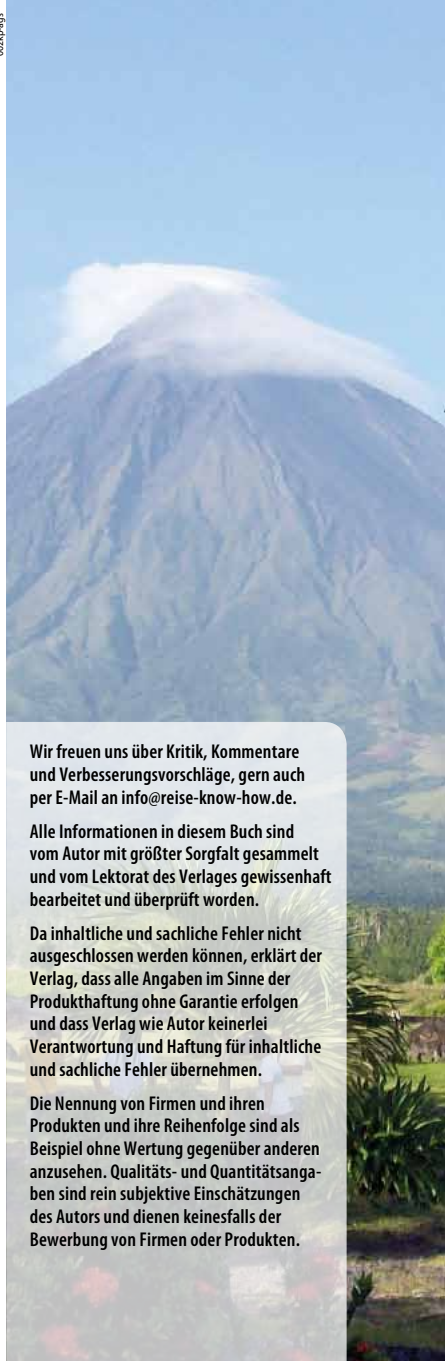 Wir freuen uns über Kritik, Kommentare
und Verbesserungsvorschläge, gern auch
per E-Mail an info@reise-know-how.de.
Alle Informationen in diesem Buch sind
vom Autor mit größter Sorgfalt gesammelt
und vom Lektorat des Verlages gewissenhaft
bearbeitet und überprüft worden.
Da inhaltliche und sachliche Fehler nicht
ausgeschlossen werden können, erklärt der
Verlag, dass alle Angaben im Sinne der
Produkthaftung ohne Garantie erfolgen
und dass Verlag wie Autor keinerlei
Verantwortung und Haftung für inhaltliche
und sachliche Fehler übernehmen.
Die Nennung von Firmen und ihren
Produkten und ihre Reihenfolge sind als
Beispiel ohne Wertung gegenüber anderen
anzusehen. Qualitäts- und Quantitätsanga-
ben sind rein subjektive Einschätzungen
des Autors und dienen keinesfalls der
Bewerbung von Firmen oder Produkten.